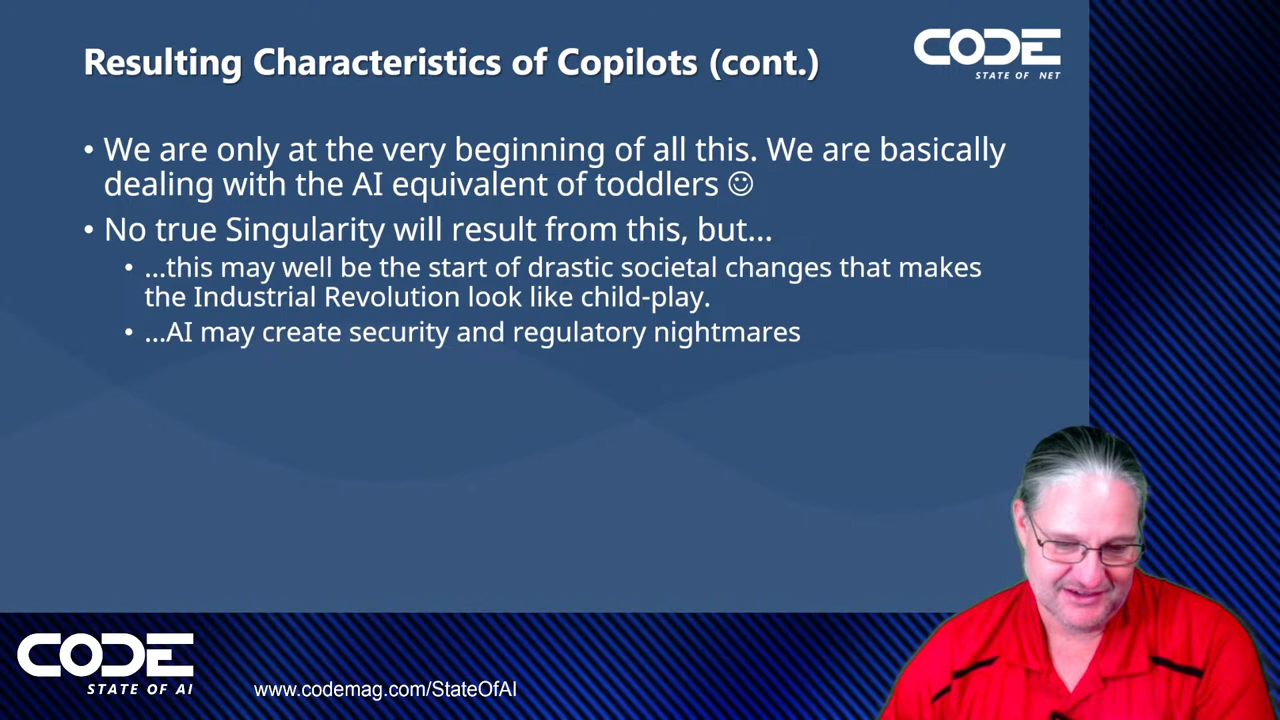 Resulting Characteristics of Copilots (cont.)
CODE
STATE OF NET
• We are only at the very beginning of all this. We are basically
dealing with the AI equivalent of toddlers ☺
• No true Singularity will result from this, but...
• ...this may well be the start of drastic societal changes that makes
the Industrial Revolution look like child-play.
• ...AI may create security and regulatory nightmares
CODE
STATE OF AI
www.codemag.com/StateOfAI